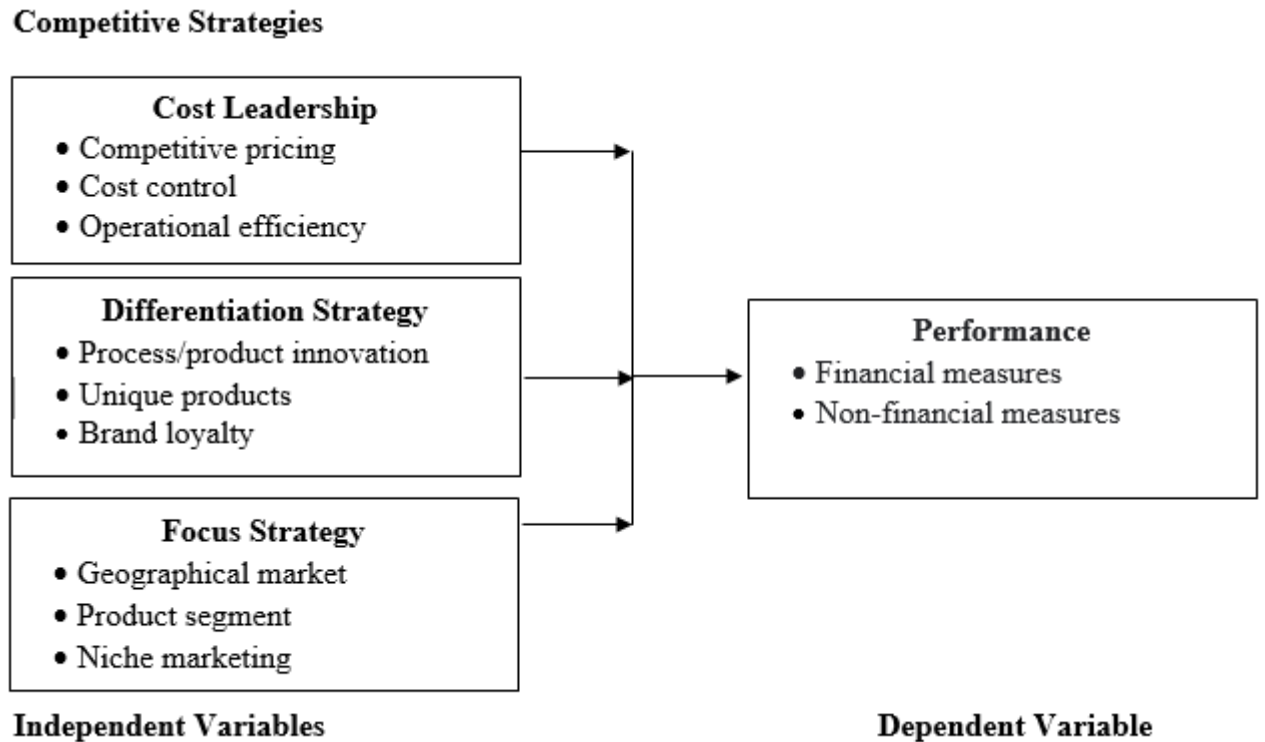 Competitive Strategies
Cost Leadership
• Competitive pricing
• Cost control
• Operational efficiency
Differentiation Strategy
• Process/product innovation
• Unique products
• Brand loyalty
Focus Strategy
• Geographical market
• Product segment
• Niche marketing
Performance
• Financial measures
• Non-financial measures
Independent Variables
Dependent Variable